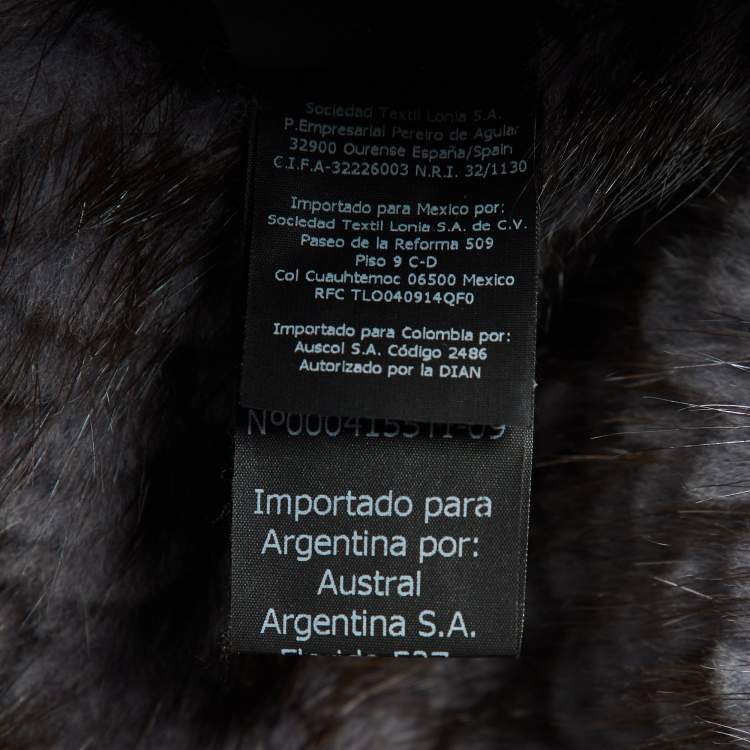 Sociedad Textil Lonia S.A.
P.Empresarial Pereiro de Aguiar
32900 Ourense España/Spain
C.I.F.A-32226003 N.R.I. 32/1130
Importado para Mexico por:
Sociedad Textil Lonia S.A. de C.V.
Paseo de la Reforma 509
Piso 9 C-D
Col Cuauhtemoc 06500 Mexico
RFC TLO040914QF0
Importado para Colombia por:
Auscol S.A. Código 2486
Autorizado por la DIAN
Importado para
Argentina por:
Austral
Argentina S.A.